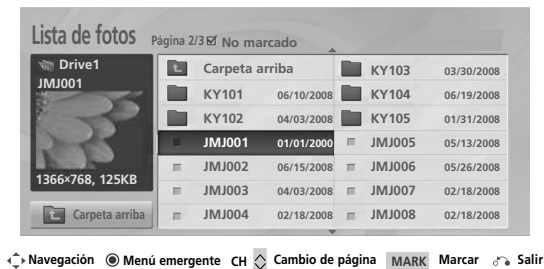 Lista de fotos Página 2/3 No marcado
Drive1
JMJ001
1366×768, 125KB
Carpeta arriba
Carpeta arriba
KY101 06/10/2008
KY102 04/03/2008
JMJ001 01/01/2000
JMJ002 06/15/2008
JMJ003 04/03/2008
JMJ004 02/18/2008
KY103 03/30/2008
KY104 06/19/2008
KY105 01/31/2008
JMJ005 05/13/2008
JMJ006 05/26/2008
JMJ007 02/18/2008
JMJ008 02/18/2008
Navegación Menú emergente CH Cambio de página MARK Marcar Salir